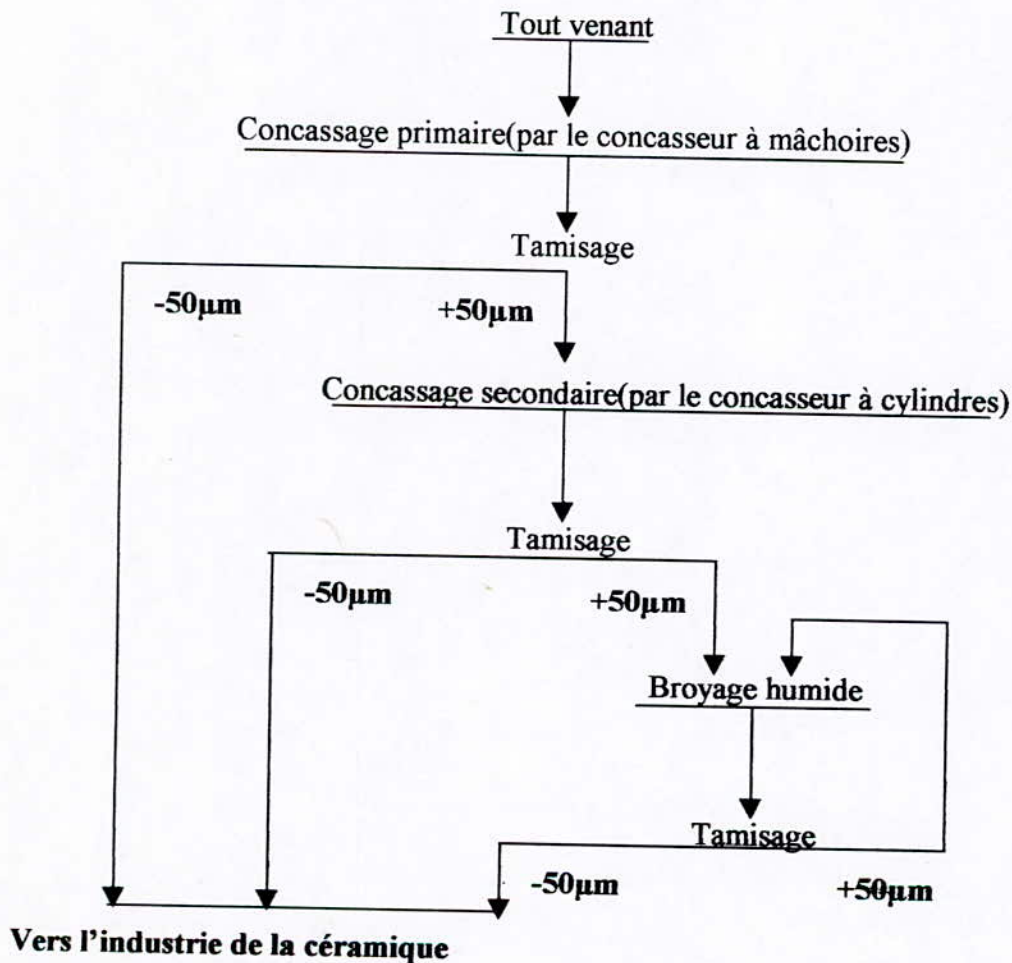 Tout venant
Concassage primaire(par le concasseur à mâchoires)
Tamisage
-50µm +50µm
Concassage secondaire(par le concasseur à cylindres)
Tamisage
-50µm +50µm
Broyage humide
Tamisage
-50µm +50µm
Vers l'industrie de la céramique